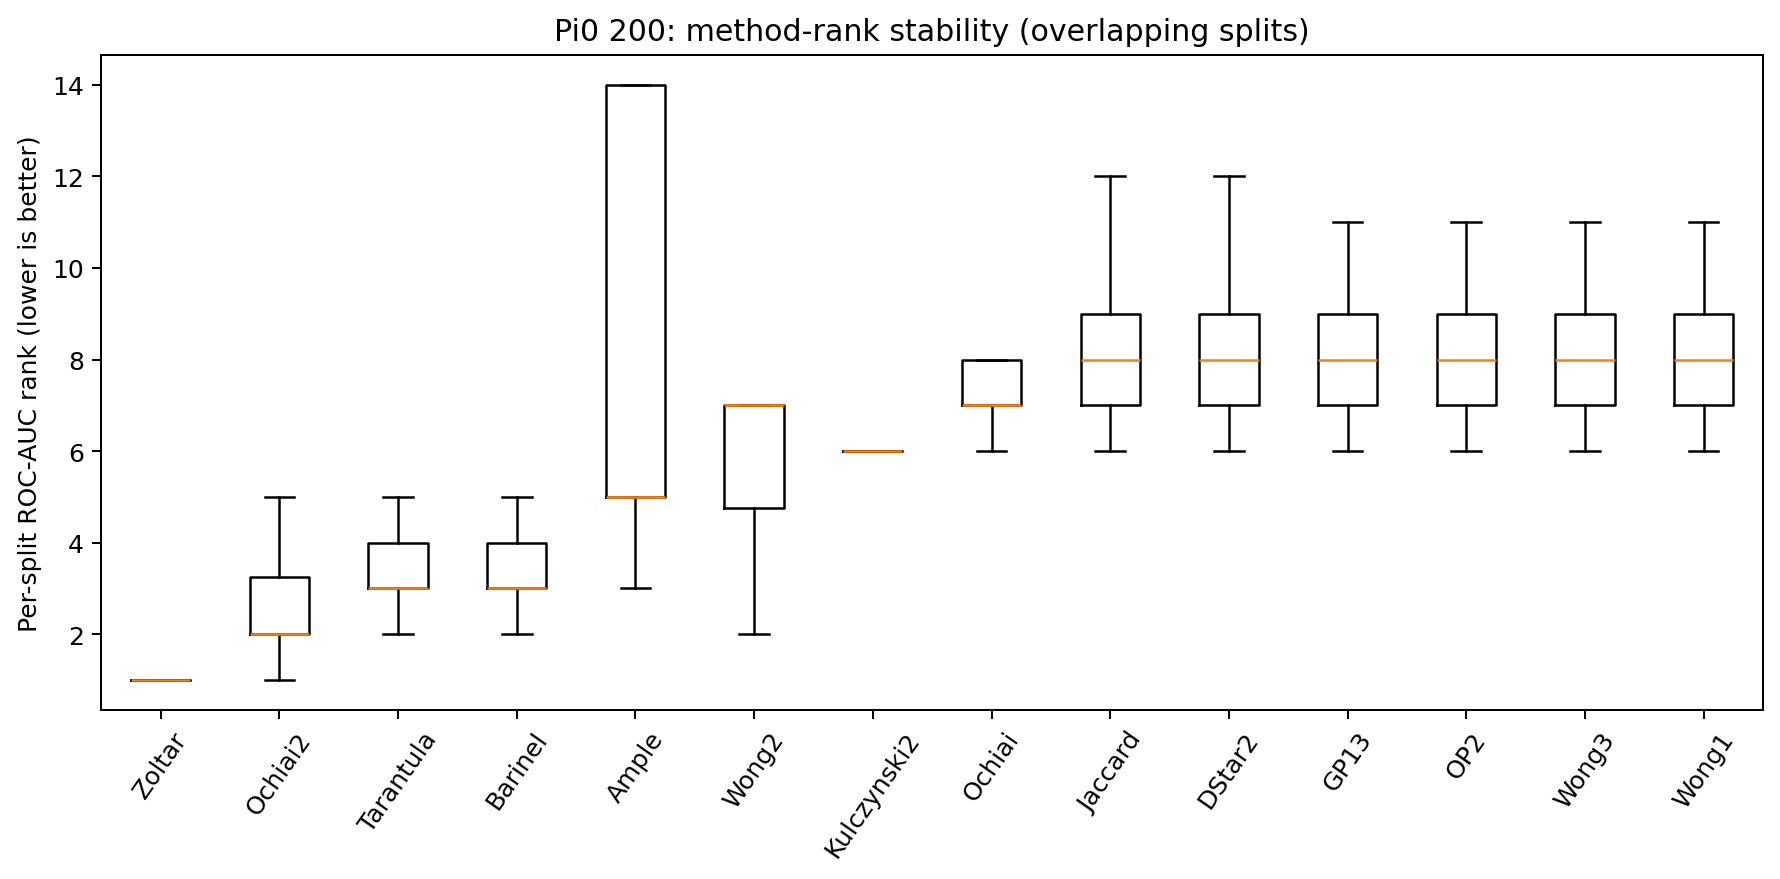 Pi0 200: method-rank stability (overlapping splits)
Per-split ROC-AUC rank (lower is better)
14
12
10
8
6
4
2
Zoltar
Ochiai2
Tarantula
Barinel
Ample
Wong2
Kulczynski2
Ochiai
Jaccard
DStar2
GP13
OP2
Wong3
Wong1